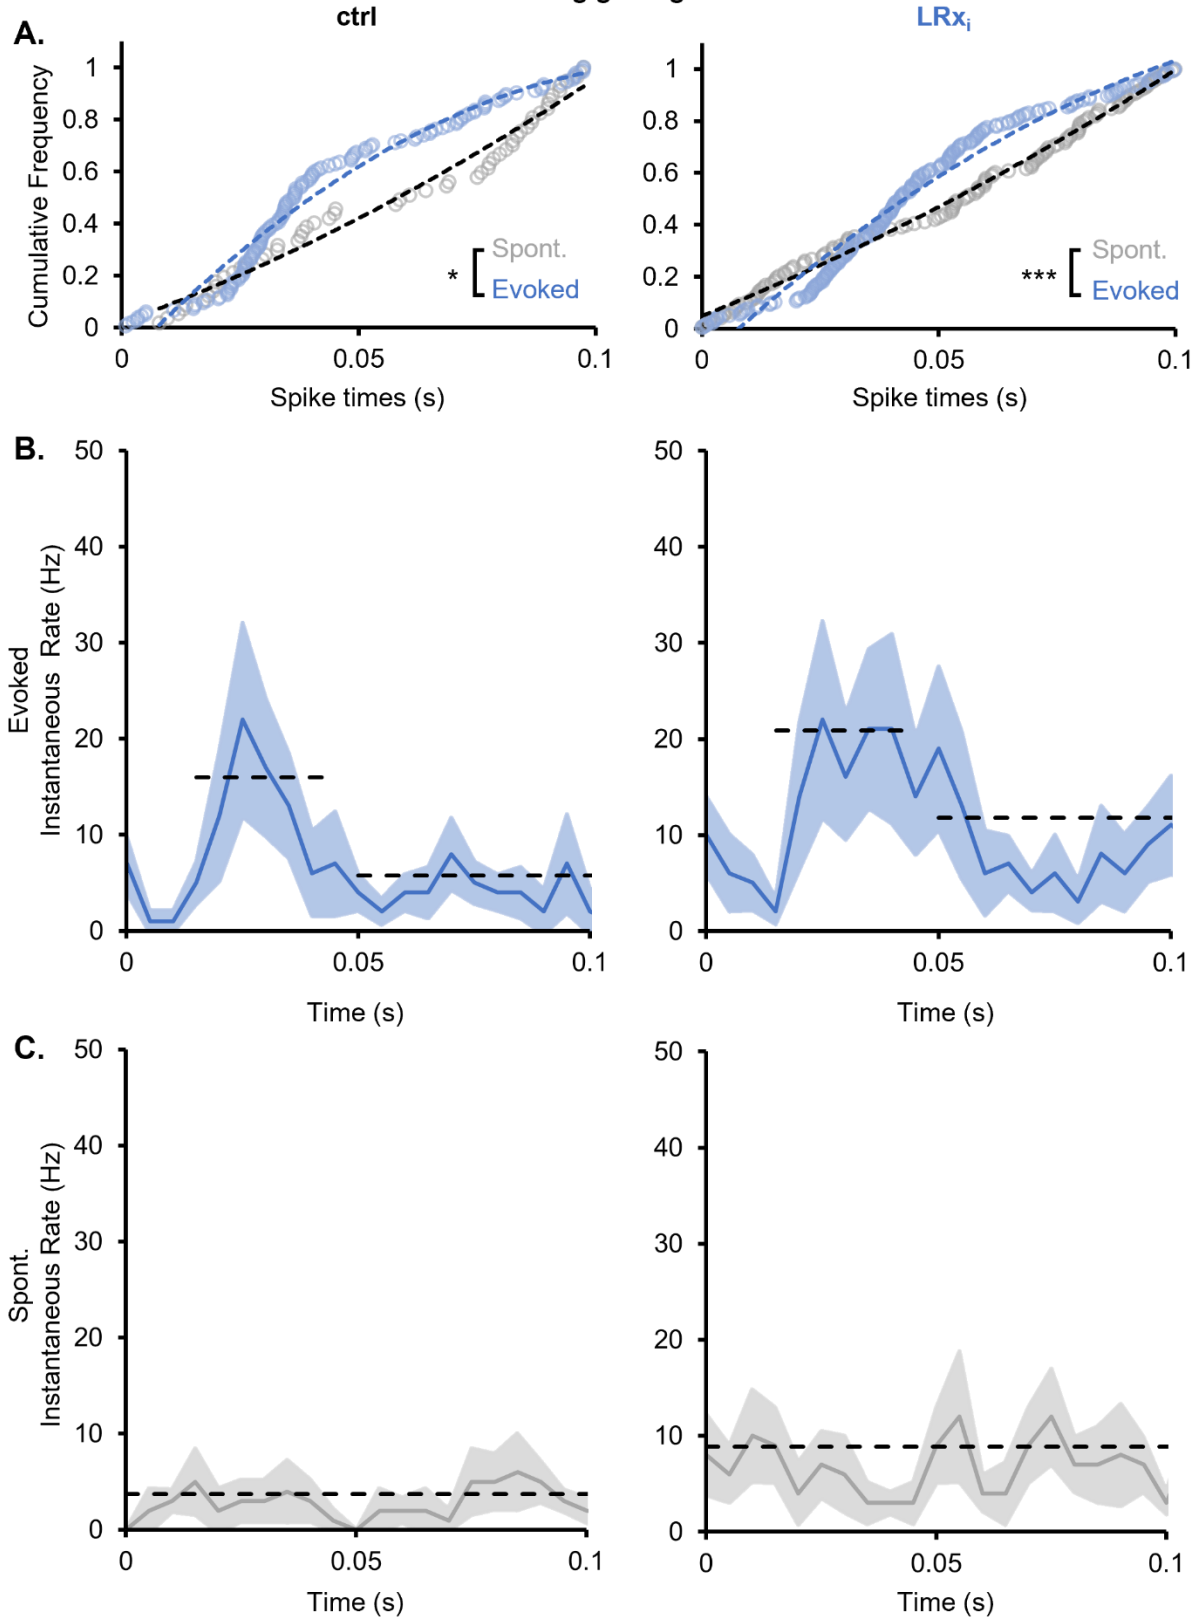 ctrl
LRxi
A.
Cumulative Frequency
1
0.8
0.6
0.4
0.2
0
0
0.05
0.1
Spike times (s)
*
Spont.
Evoked
1
0.8
0.6
0.4
0.2
0
0
0.05
0.1
Spike times (s)
***
Spont.
Evoked
B.
Evoked
Instantaneous Rate (Hz)
50
40
30
20
10
0
0
0.05
0.1
Time (s)
50
40
30
20
10
0
0
0.05
0.1
Time (s)
C.
Spont.
Instantaneous Rate (Hz)
50
40
30
20
10
0
0
0.05
0.1
Time (s)
50
40
30
20
10
0
0
0.05
0.1
Time (s)